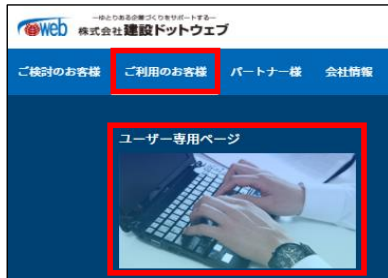 ―ゆとりある企業づくりをサポートする―
@web 株式会社建設ドットウェブ
ご検討のお客様 ご利用のお客様 パートナー様 会社情報
ユーザー専用ページ